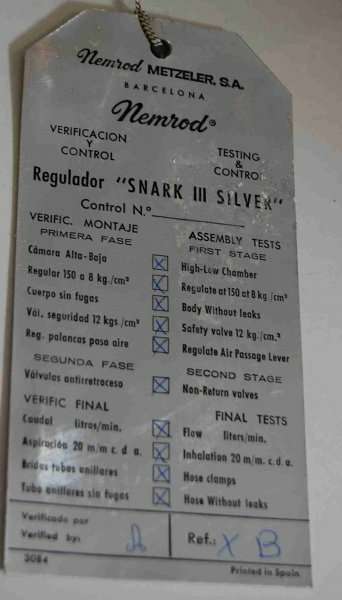 Nemrod METZELER, S.A.
BARCELONA
Nemrod®
VERIFICACION Y CONTROL
TESTING & CONTROL
Regulador "SNARK III SILVER"
Control N.º
VERIFIC. MONTAJE ASSEMBLY TESTS
PRIMERA FASE FIRST STAGE
Cámara Alta-Baja High-Low Chamber
Regular 150 a 8 kg./cm² Regulate at 150 at 8 kg./cm²
Cuerpo sin fugas Body Without leaks
Vál. seguridad 12 kgs./cm² Safety valve 12 kg./cm.²
Reg. palancas paso aire Regulate Air Passage Lever
SEGUNDA FASE SECOND STAGE
Válvulas antirretroceso Non-Return valves
VERIFIC FINAL FINAL TESTS
Caudal litros/min. Flow liters/min.
Aspiración 20 m/m c. d. a. Inhalation 20 m/m. c. d. a.
Bridas tubos anillares Hose clamps
Tubo anillares sin fugas Hose Without leaks
Verificado por
Verified by: Ref.: X B
3084 Printed in Spain